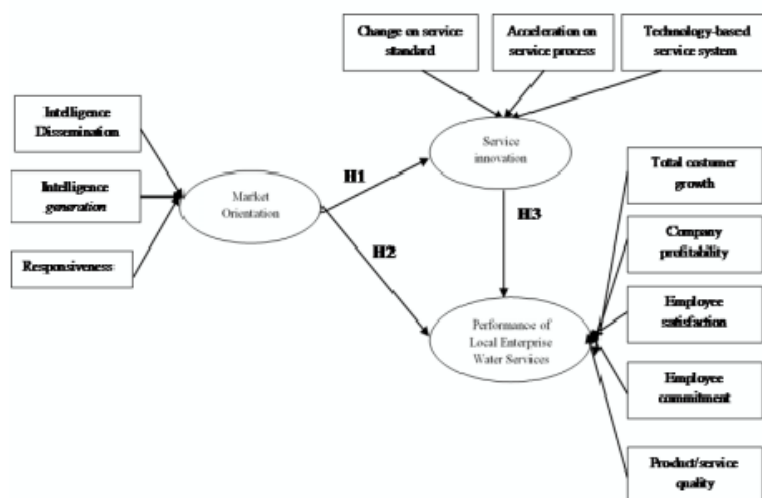 Change on service
standard
Acceleration on
service process
Technology-based
service system
Intelligence
Dissemination
Service
innovation
Total costumer
growth
H1
Intelligence
generation
Market
Orientation
H3
Company
profitability
H2
Responsiveness
Employee
satisfaction
Performance of
Local Enterprise
Water Services
Employee
commitment
Product/service
quality